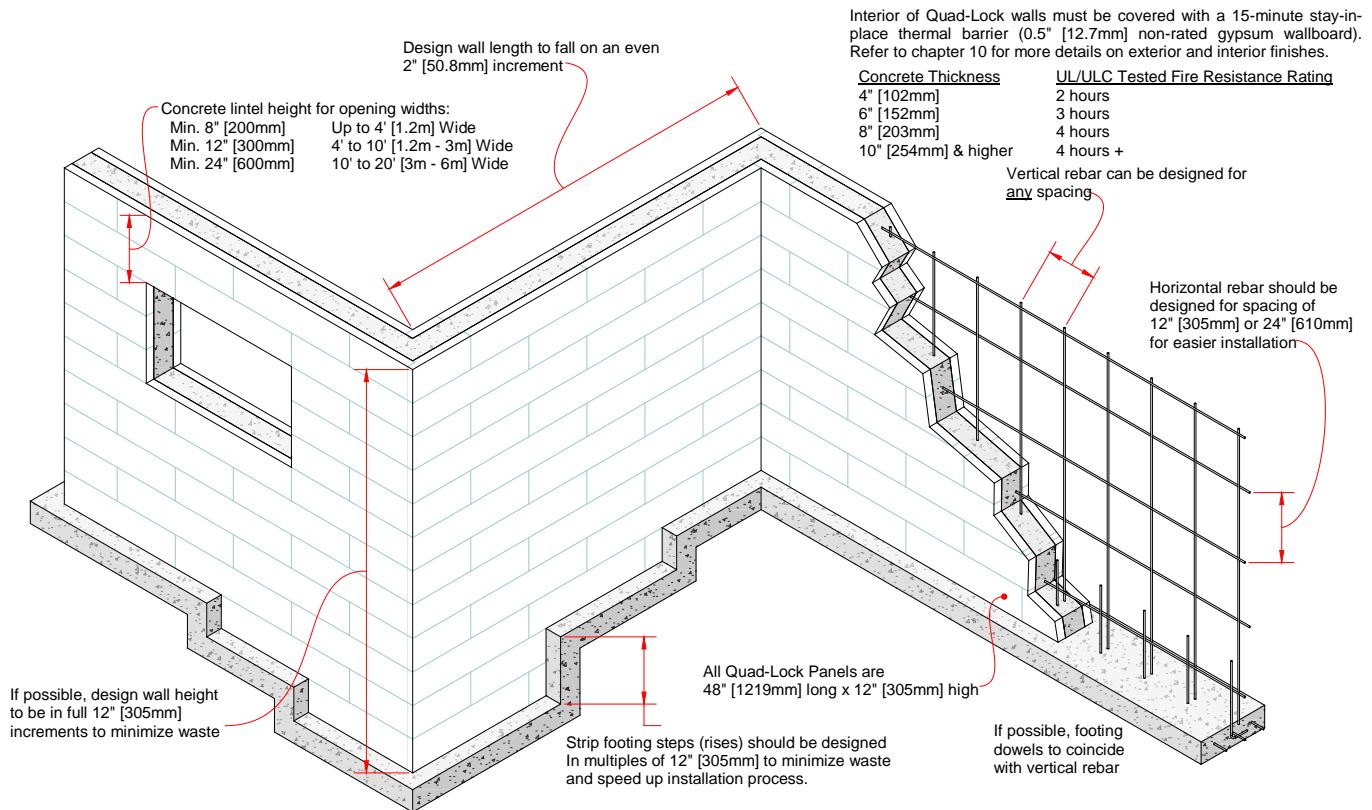 Interior of Quad-Lock walls must be covered with a 15-minute stay-in-
place thermal barrier (0.5" [12.7mm] non-rated gypsum wallboard).
Refer to chapter 10 for more details on exterior and interior finishes.
Concrete Thickness UL/ULC Tested Fire Resistance Rating
4" [102mm] 2 hours
6" [152mm] 3 hours
8" [203mm] 4 hours
10" [254mm] & higher 4 hours +
Design wall length to fall on an even
2" [50.8mm] increment
Concrete lintel height for opening widths:
Min. 8" [200mm] Up to 4' [1.2m] Wide
Min. 12" [300mm] 4' to 10' [1.2m - 3m] Wide
Min. 24" [600mm] 10' to 20' [3m - 6m] Wide
Vertical rebar can be designed for
any spacing
Horizontal rebar should be
designed for spacing of
12" [305mm] or 24" [610mm]
for easier installation
If possible, design wall height
to be in full 12" [305mm]
increments to minimize waste
All Quad-Lock Panels are
48" [1219mm] long x 12" [305mm] high
Strip footing steps (rises) should be designed
In multiples of 12" [305mm] to minimize waste
and speed up installation process.
If possible, footing
dowels to coincide
with vertical rebar